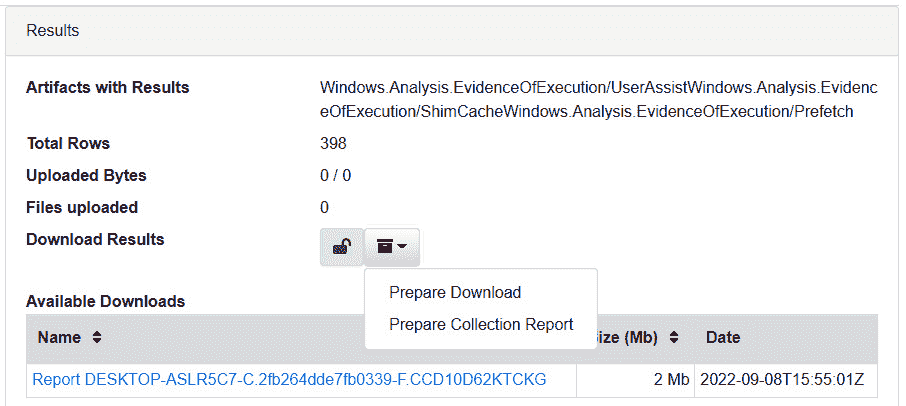 Results
Artifacts with Results Windows.Analysis.EvidenceOfExecution/UserAssistWindows.Analysis.Evidenc
eOfExecution/ShimCacheWindows.Analysis.EvidenceOfExecution/Prefetch
Total Rows 398
Uploaded Bytes 0 / 0
Files uploaded 0
Download Results
Prepare Download
Prepare Collection Report
Available Downloads
Name ize (Mb) Date
Report DESKTOP-ASLR5C7-C.2fb264dde7fb0339-F.CCD10D62KTCKG 2 Mb 2022-09-08T15:55:01Z